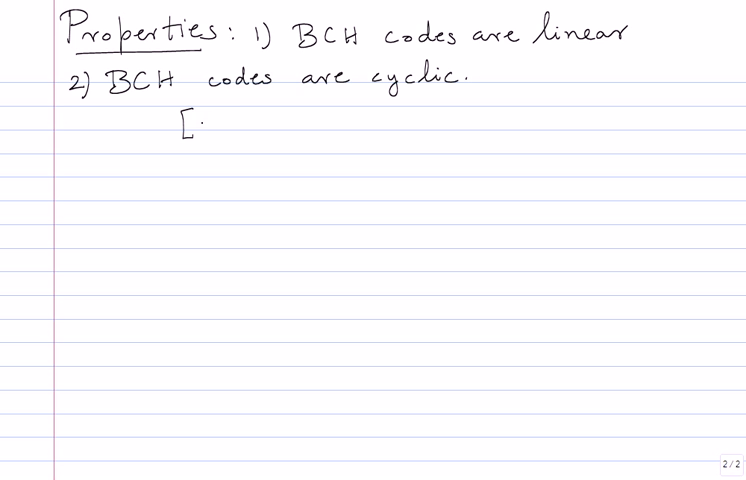 Properties: 1) BCH codes are linear
2) BCH codes are cyclic.
[.
2 / 2